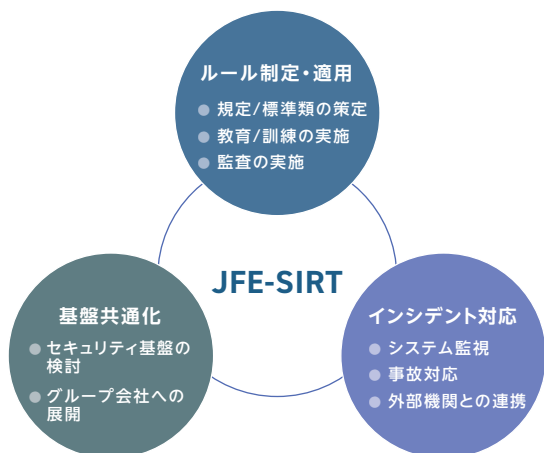 ルール制定・適用
● 規定/標準類の策定
● 教育/訓練の実施
● 監査の実施
JFE-SIRT
基盤共通化
● セキュリティ基盤の
検討
● グループ会社への
展開
インシデント対応
● システム監視
● 事故対応
● 外部機関との連携